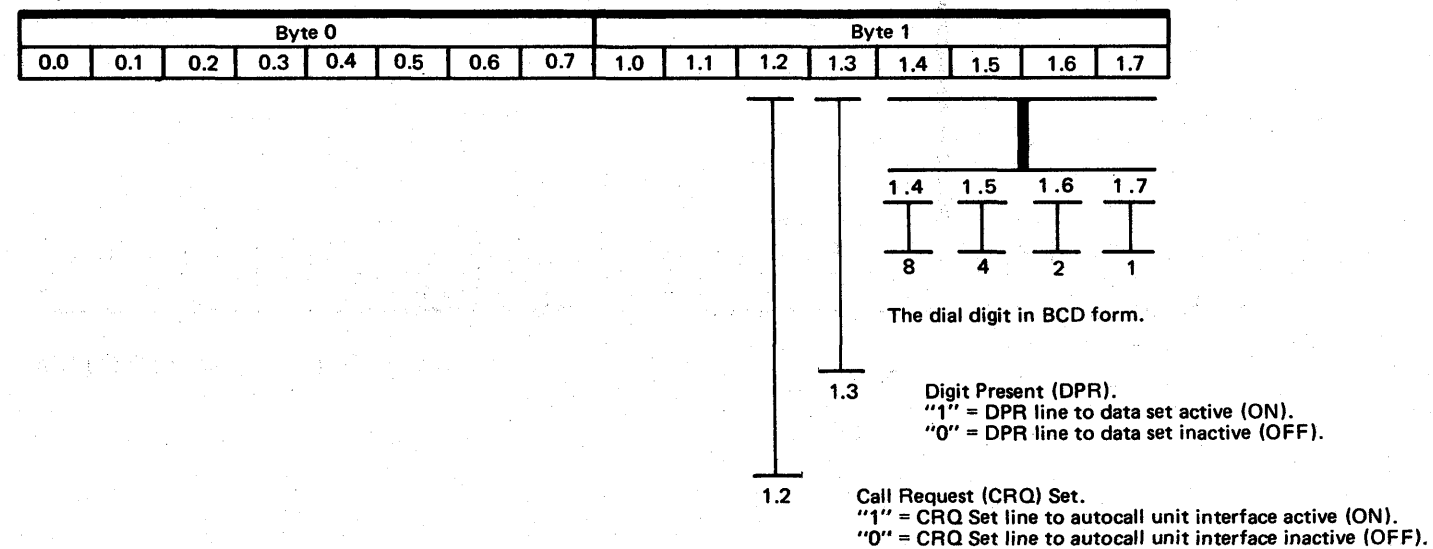 Byte 0 Byte 1
0.0 0.1 0.2 0.3 0.4 0.5 0.6 0.7 1.0 1.1 1.2 1.3 1.4 1.5 1.6 1.7
1.4 1.5 1.6 1.7
8 4 2 1
The dial digit in BCD form.
1.3 Digit Present (DPR).
"1" = DPR line to data set active (ON).
"0" = DPR line to data set inactive (OFF).
1.2 Call Request (CRQ) Set.
"1" = CRQ Set line to autocall unit interface active (ON).
"0" = CRQ Set line to autocall unit interface inactive (OFF).